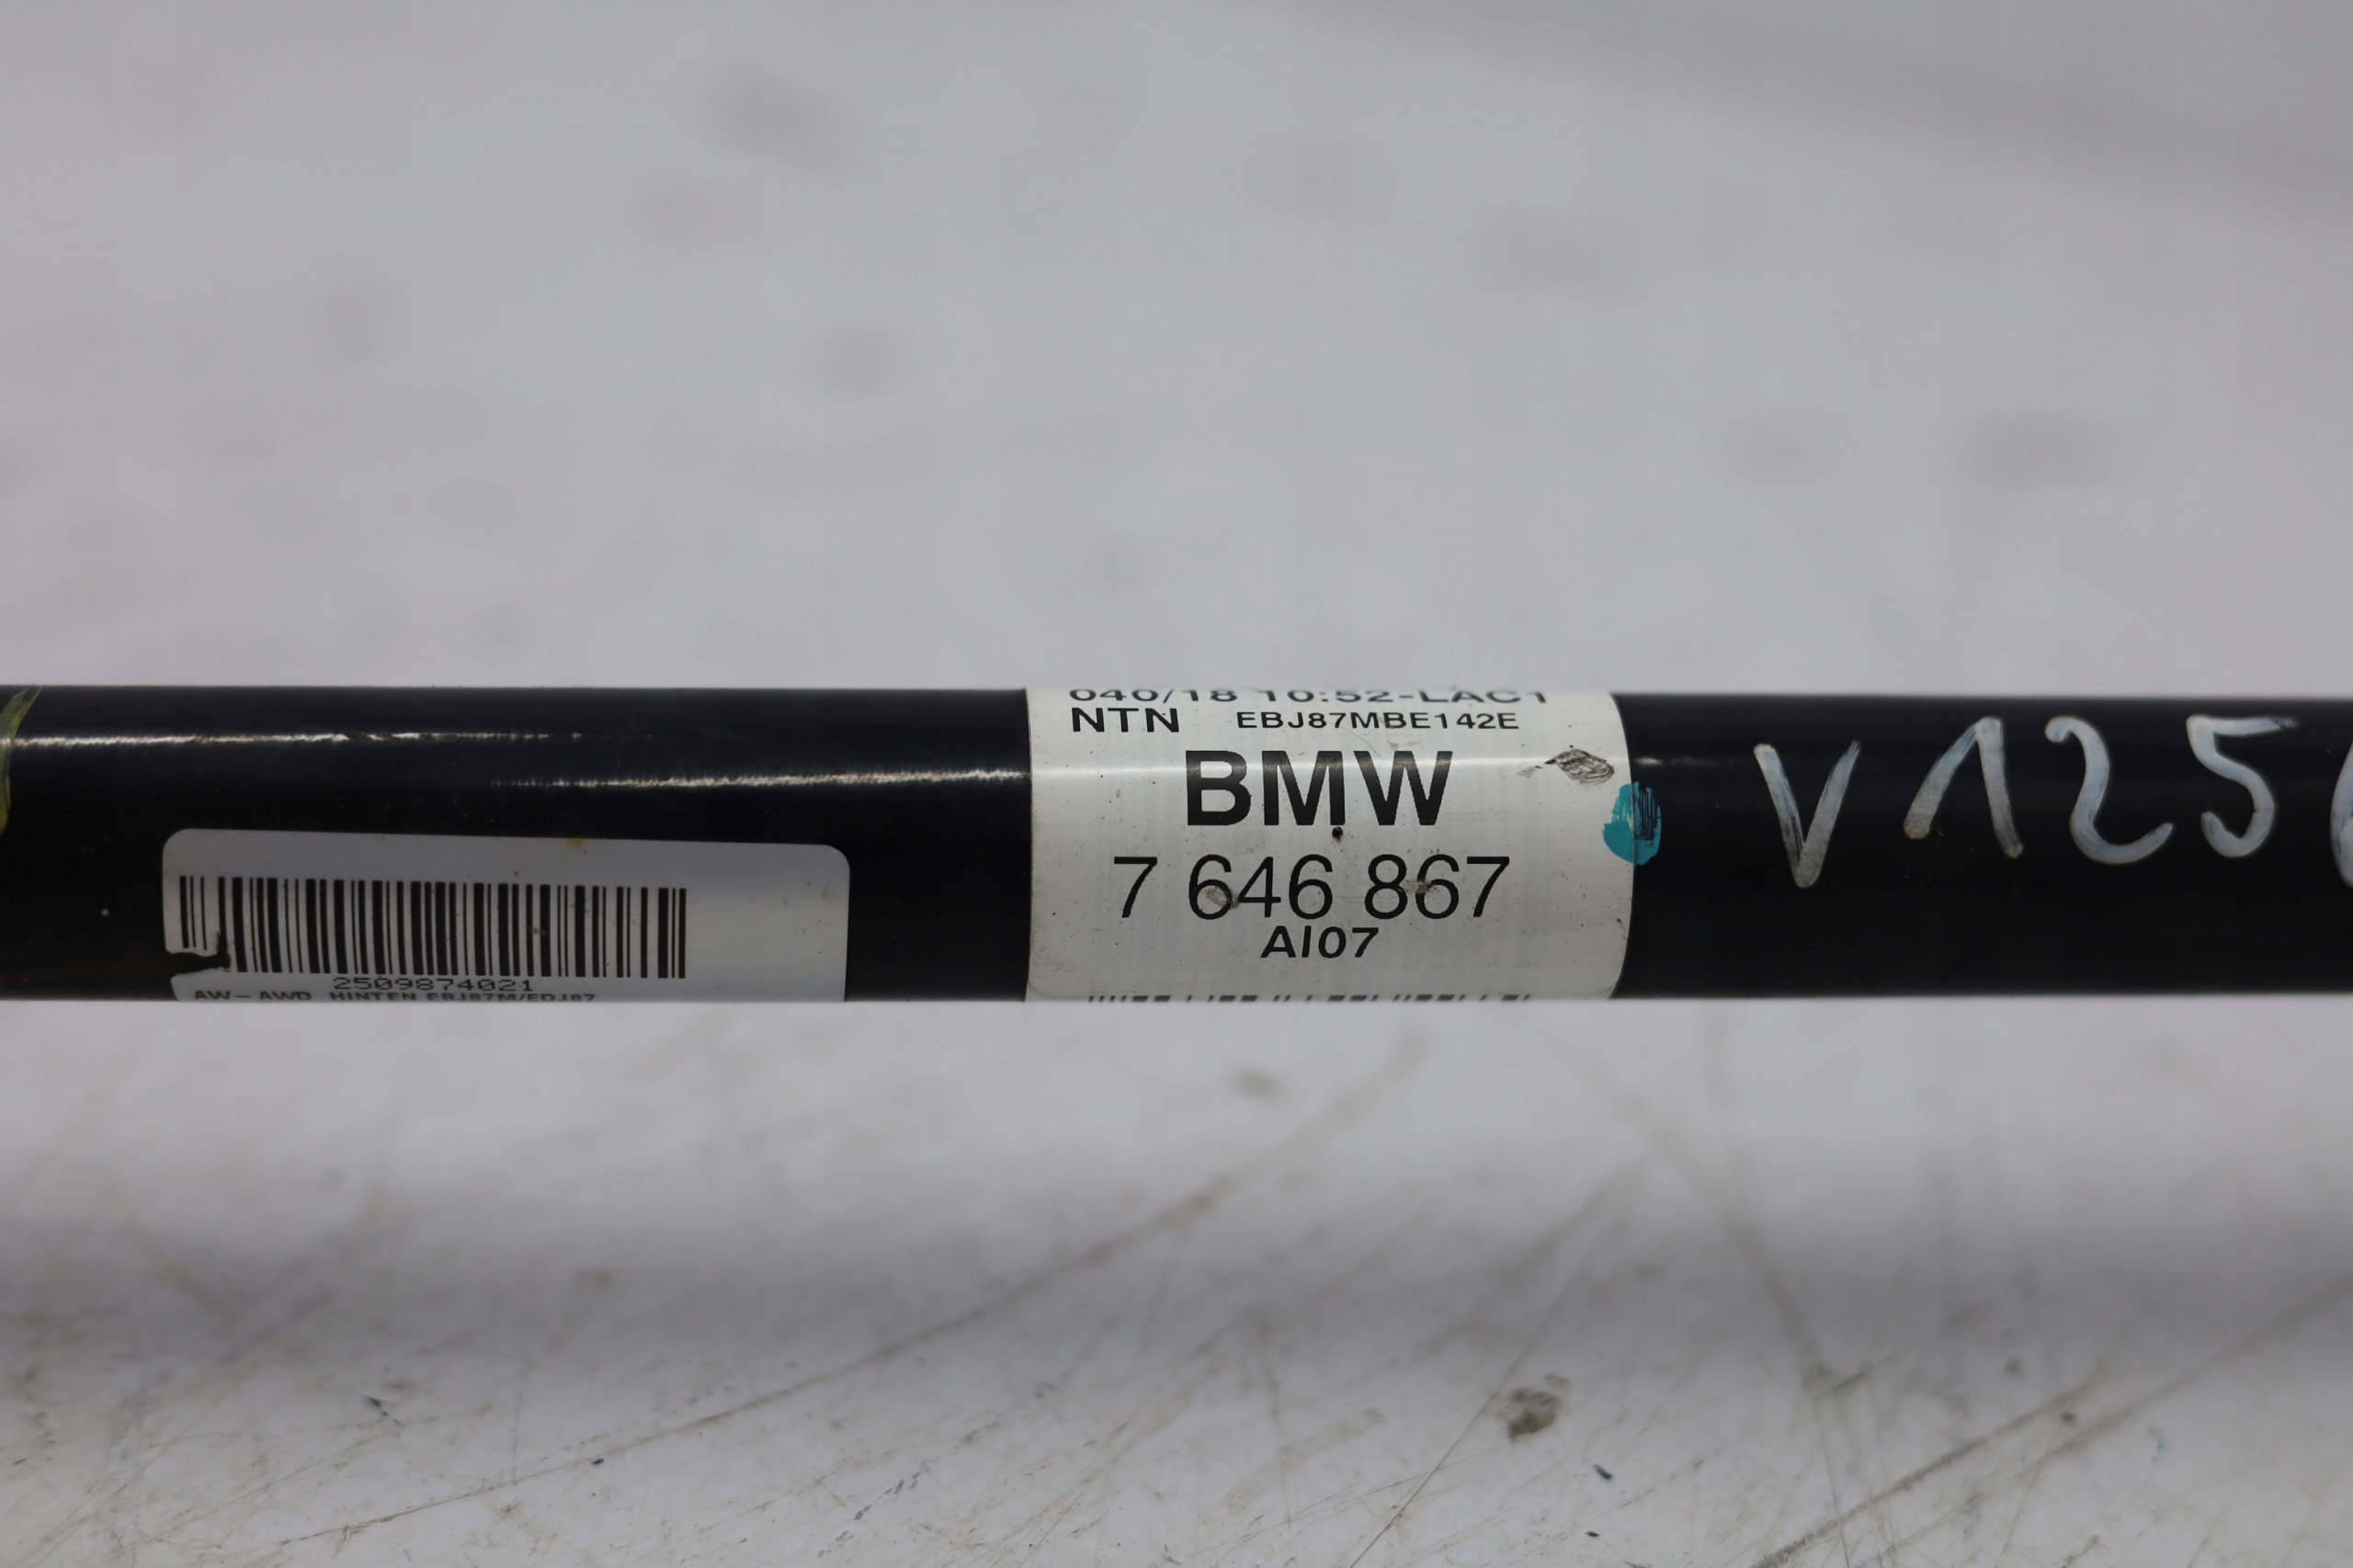 040/18 10:52-LAC1
NTN EBJ87MBE142E
BMW
7 646 867
AI07
V125
2509874021
AW-AWD HINTEN EBJ87M/EDJ87